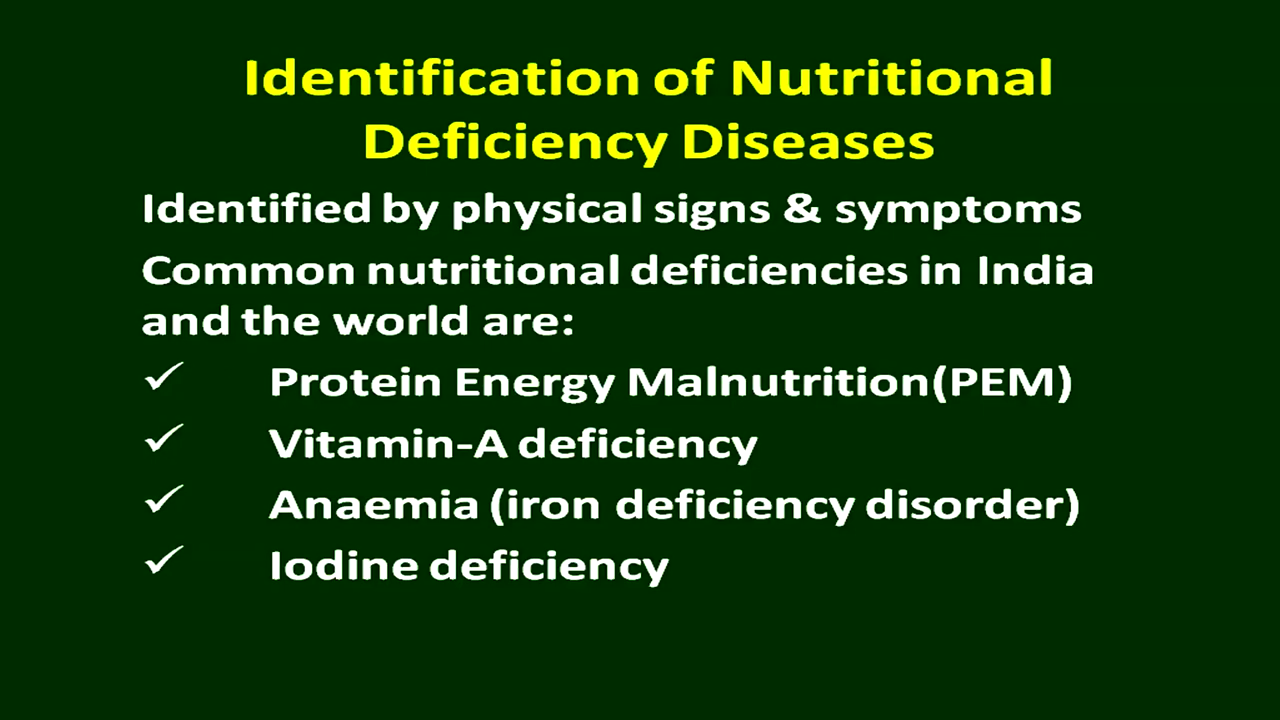 Identification of Nutritional
Deficiency Diseases
Identified by physical signs & symptoms
Common nutritional deficiencies in India
and the world are:
✓ Protein Energy Malnutrition(PEM)
✓ Vitamin-A deficiency
✓ Anaemia (iron deficiency disorder)
✓ Iodine deficiency